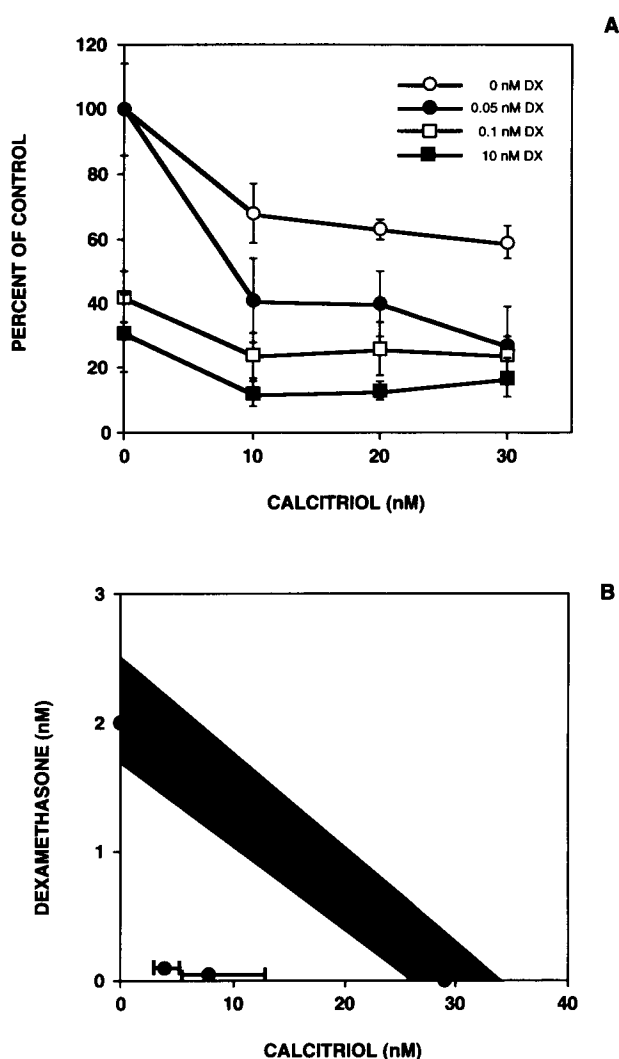 A
120
100
80
60
40
20
0
0 10 20 30
PERCENT OF CONTROL
CALCITRIOL (nM)
0 nM DX
0.05 nM DX
0.1 nM DX
10 nM DX
B
3
2
1
0
0 10 20 30 40
DEXAMETHASONE (nM)
CALCITRIOL (nM)